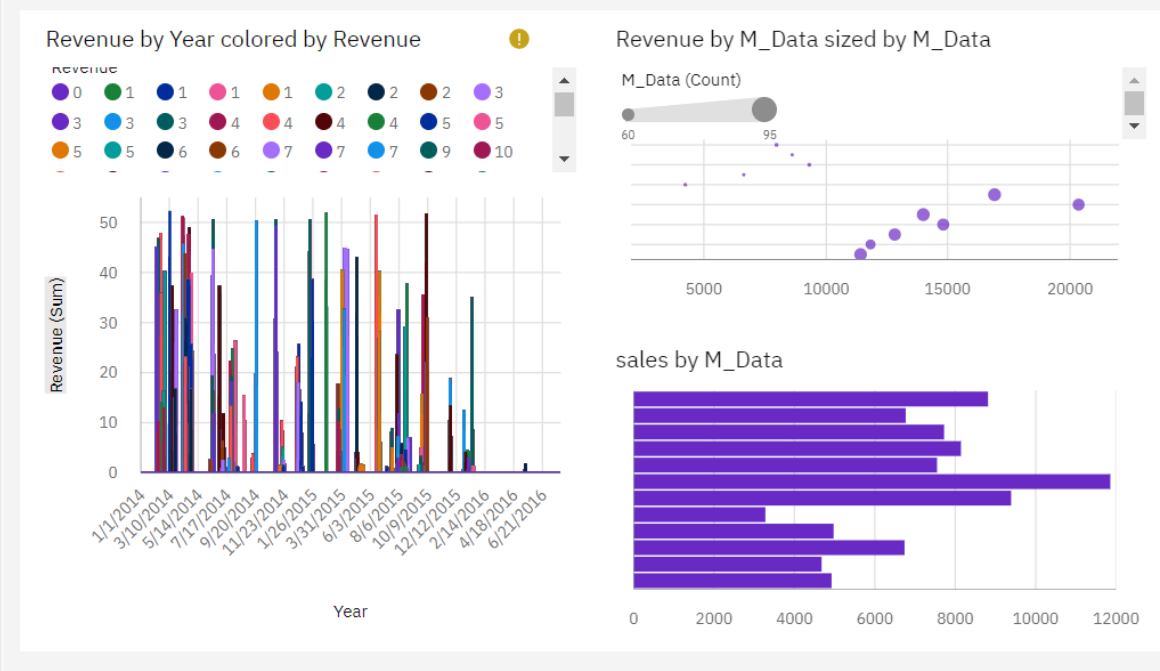 Revenue by Year colored by Revenue
Revenue
0 1 1 1 1 2 2 2 3
3 3 3 4 4 4 4 5 5
5 5 6 6 7 7 7 9 10
Revenue (Sum)
50
40
30
20
10
0
1/1/2014 3/10/2014 5/14/2014 7/17/2014 9/20/2014 11/23/2014 1/26/2015 3/31/2015 6/3/2015 8/6/2015 10/9/2015 12/12/2015 2/14/2016 4/18/2016 6/21/2016
Year
Revenue by M_Data sized by M_Data
M_Data (Count)
60 95
5000 10000 15000 20000
sales by M_Data
0 2000 4000 6000 8000 10000 12000